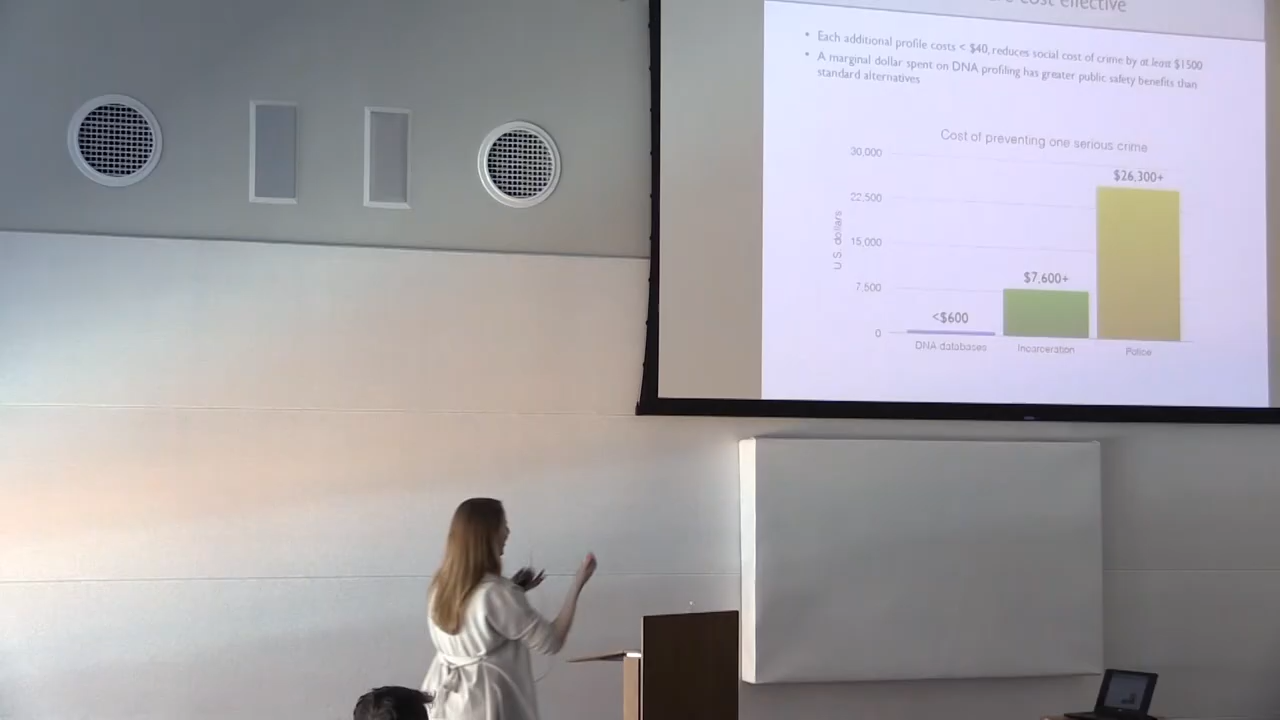 cost effective
• Each additional profile costs < $40, reduces social cost of crime by at least $1500
• A marginal dollar spent on DNA profiling has greater public safety benefits than
standard alternatives
Cost of preventing one serious crime
30,000
22,500
15,000
7,500
0
U S dollars
<$600
$7,600+
$26,300+
DNA databases
Incarceration
Police